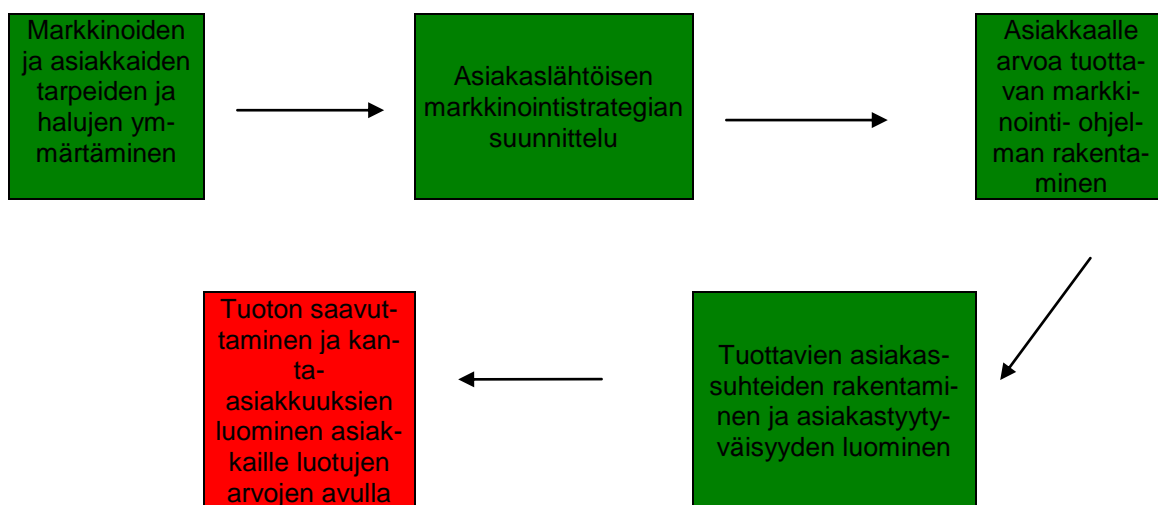 Markkinoiden
ja asiakkaiden
tarpeiden ja
halujen ym-
märtäminen
Asiakaslähtöisen
markkinointistrategian
suunnittelu
Asiakkaalle
arvoa tuotta-
van markki-
nointi- ohjel-
man rakenta-
minen
Tuottavien asiakas-
suhteiden rakentami-
nen ja asiakastyyty-
väisyyden luominen
Tuoton saavut-
taminen ja kan-
ta-
asiakkuuksien
luominen asiak-
kaille luotujen
arvojen avulla